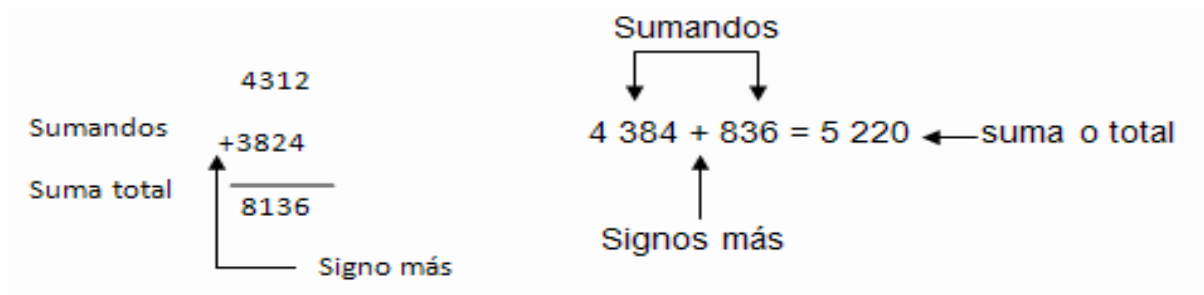 4312
Sumandos
+3824
Suma total
8136
Signo más
Sumandos
4 384 + 836 = 5 220 suma o total
Signos más